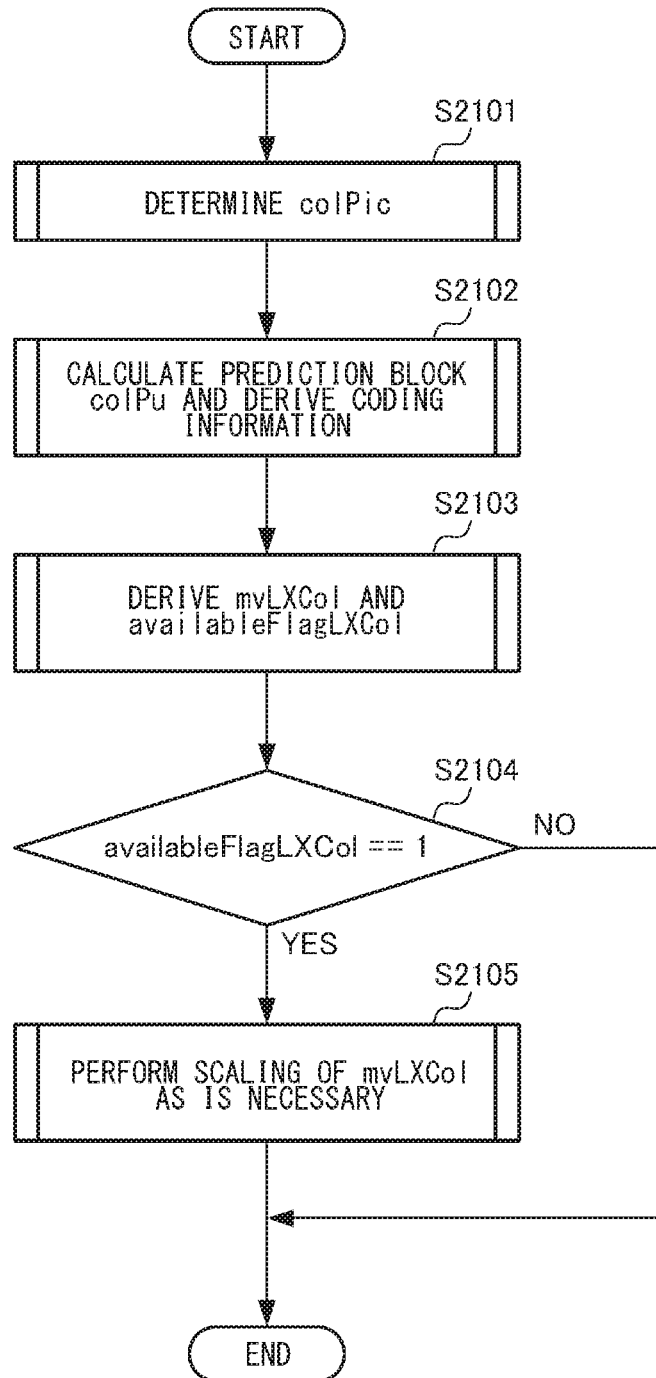 START
S2101
DETERMINE colPic
S2102
CALCULATE PREDICTION BLOCK
colPu AND DERIVE CODING
INFORMATION
S2103
DERIVE mvLXCol AND
availableFlagLXCol
S2104
availableFlagLXCol == 1
NO
YES
S2105
PERFORM SCALING OF mvLXCol
AS IS NECESSARY
END